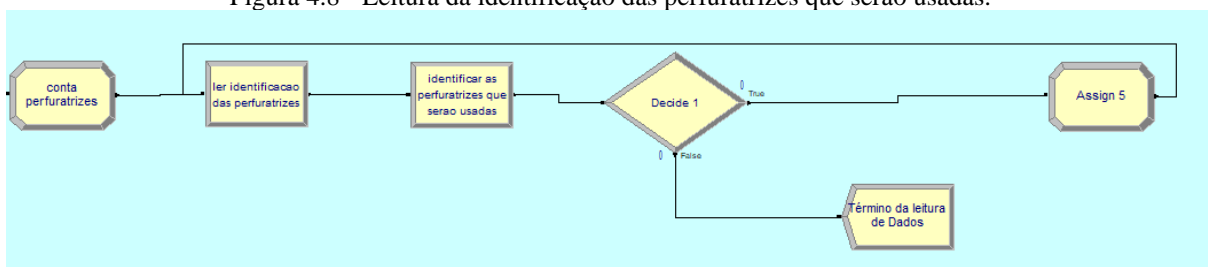 Figura 4.8 - Leitura da identificação das perfuratrizes que serão usadas.
conta
perfuratrizes
ler identificacao
das perfuratrizes
identificar as
perfuratrizes que
serao usadas
Decide 1
0
True
0
False
Assign 5
Término da leitura
de Dados